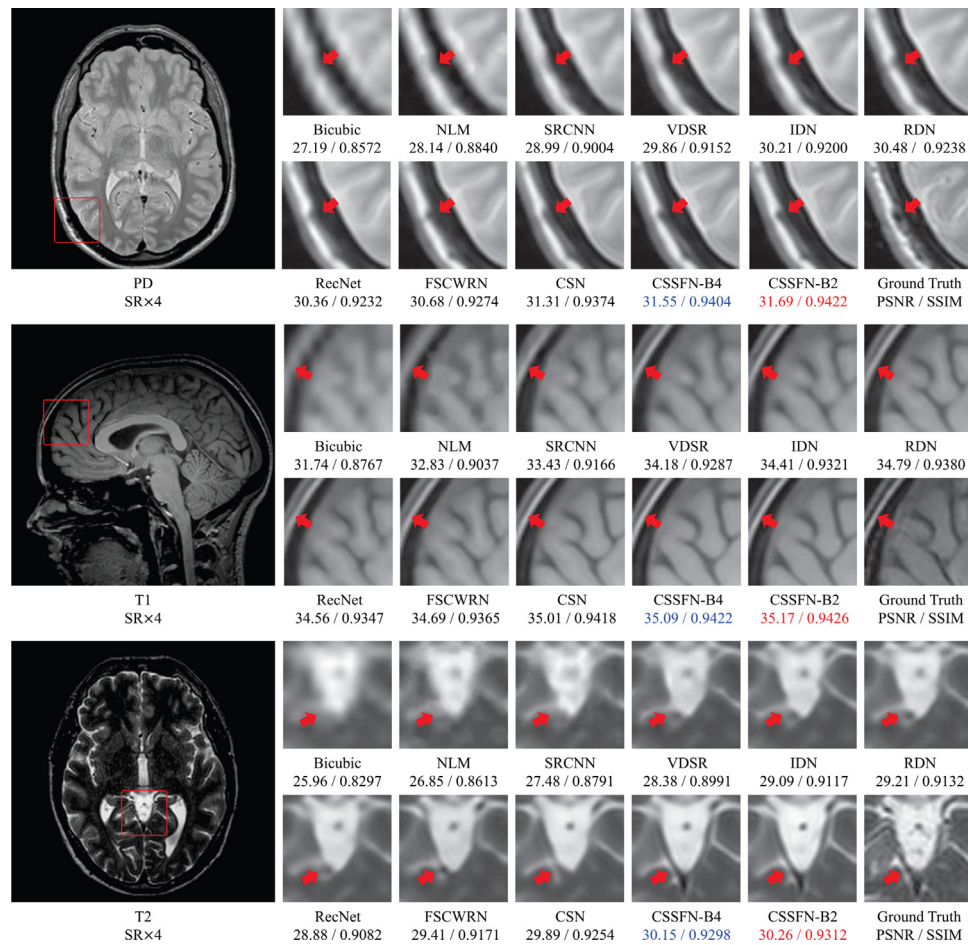 Bicubic NLM SRCNN VDSR IDN RDN
27.19 / 0.8572 28.14 / 0.8840 28.99 / 0.9004 29.86 / 0.9152 30.21 / 0.9200 30.48 / 0.9238
PD RecNet FSCWRN CSN CSSFN-B4 CSSFN-B2 Ground Truth
SR×4 30.36 / 0.9232 30.68 / 0.9274 31.31 / 0.9374 31.55 / 0.9404 31.69 / 0.9422 PSNR / SSIM
Bicubic NLM SRCNN VDSR IDN RDN
31.74 / 0.8767 32.83 / 0.9037 33.43 / 0.9166 34.18 / 0.9287 34.41 / 0.9321 34.79 / 0.9380
T1 RecNet FSCWRN CSN CSSFN-B4 CSSFN-B2 Ground Truth
SR×4 34.56 / 0.9347 34.69 / 0.9365 35.01 / 0.9418 35.09 / 0.9422 35.17 / 0.9426 PSNR / SSIM
Bicubic NLM SRCNN VDSR IDN RDN
25.96 / 0.8297 26.85 / 0.8613 27.48 / 0.8791 28.38 / 0.8991 29.09 / 0.9117 29.21 / 0.9132
T2 RecNet FSCWRN CSN CSSFN-B4 CSSFN-B2 Ground Truth
SR×4 28.88 / 0.9082 29.41 / 0.9171 29.89 / 0.9254 30.15 / 0.9298 30.26 / 0.9312 PSNR / SSIM